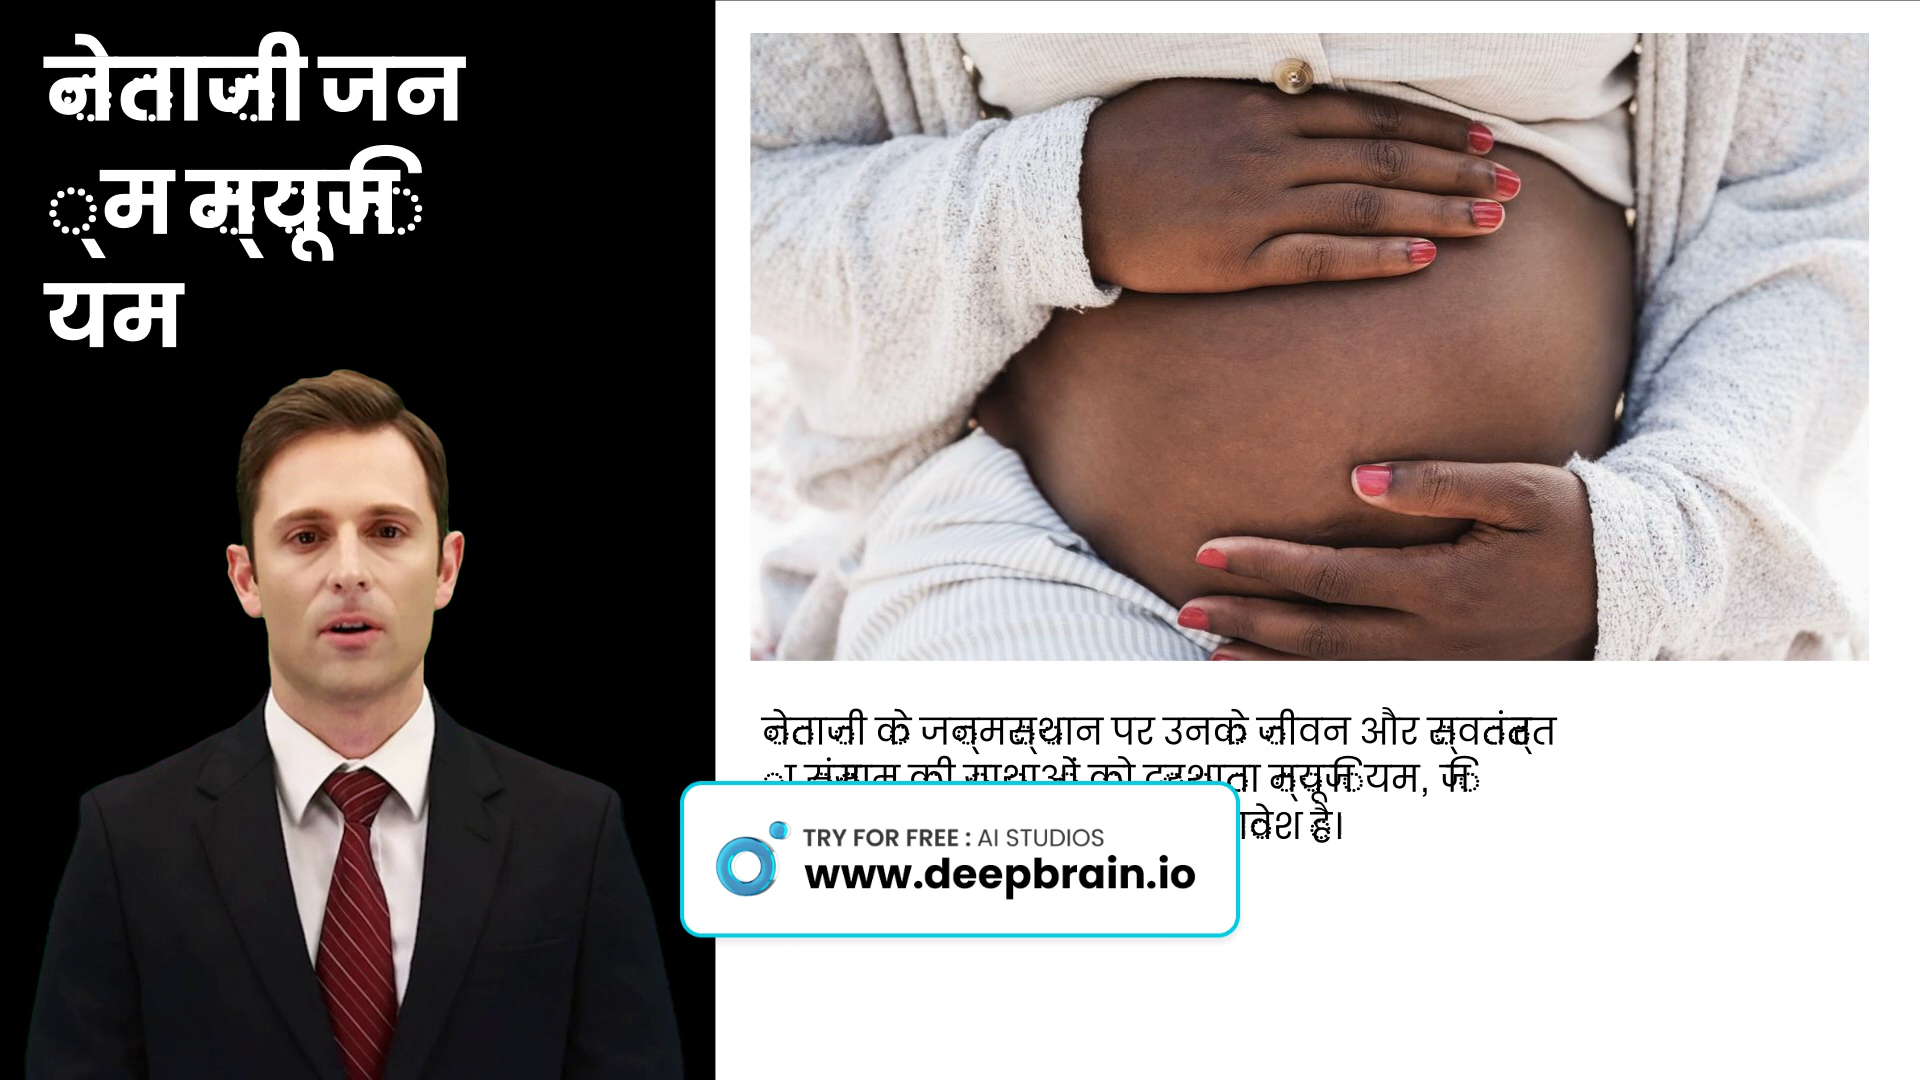 नेताजी जन
्म म्यूजि
यम
नेताजी के जन्मस्थान पर उनके जीवन और स्वतंत्रत
ा संग्राम की गाथाओं को दर्शाता म्यूजियम, जि
ावेश है।
TRY FOR FREE : AI STUDIOS
www.deepbrain.io